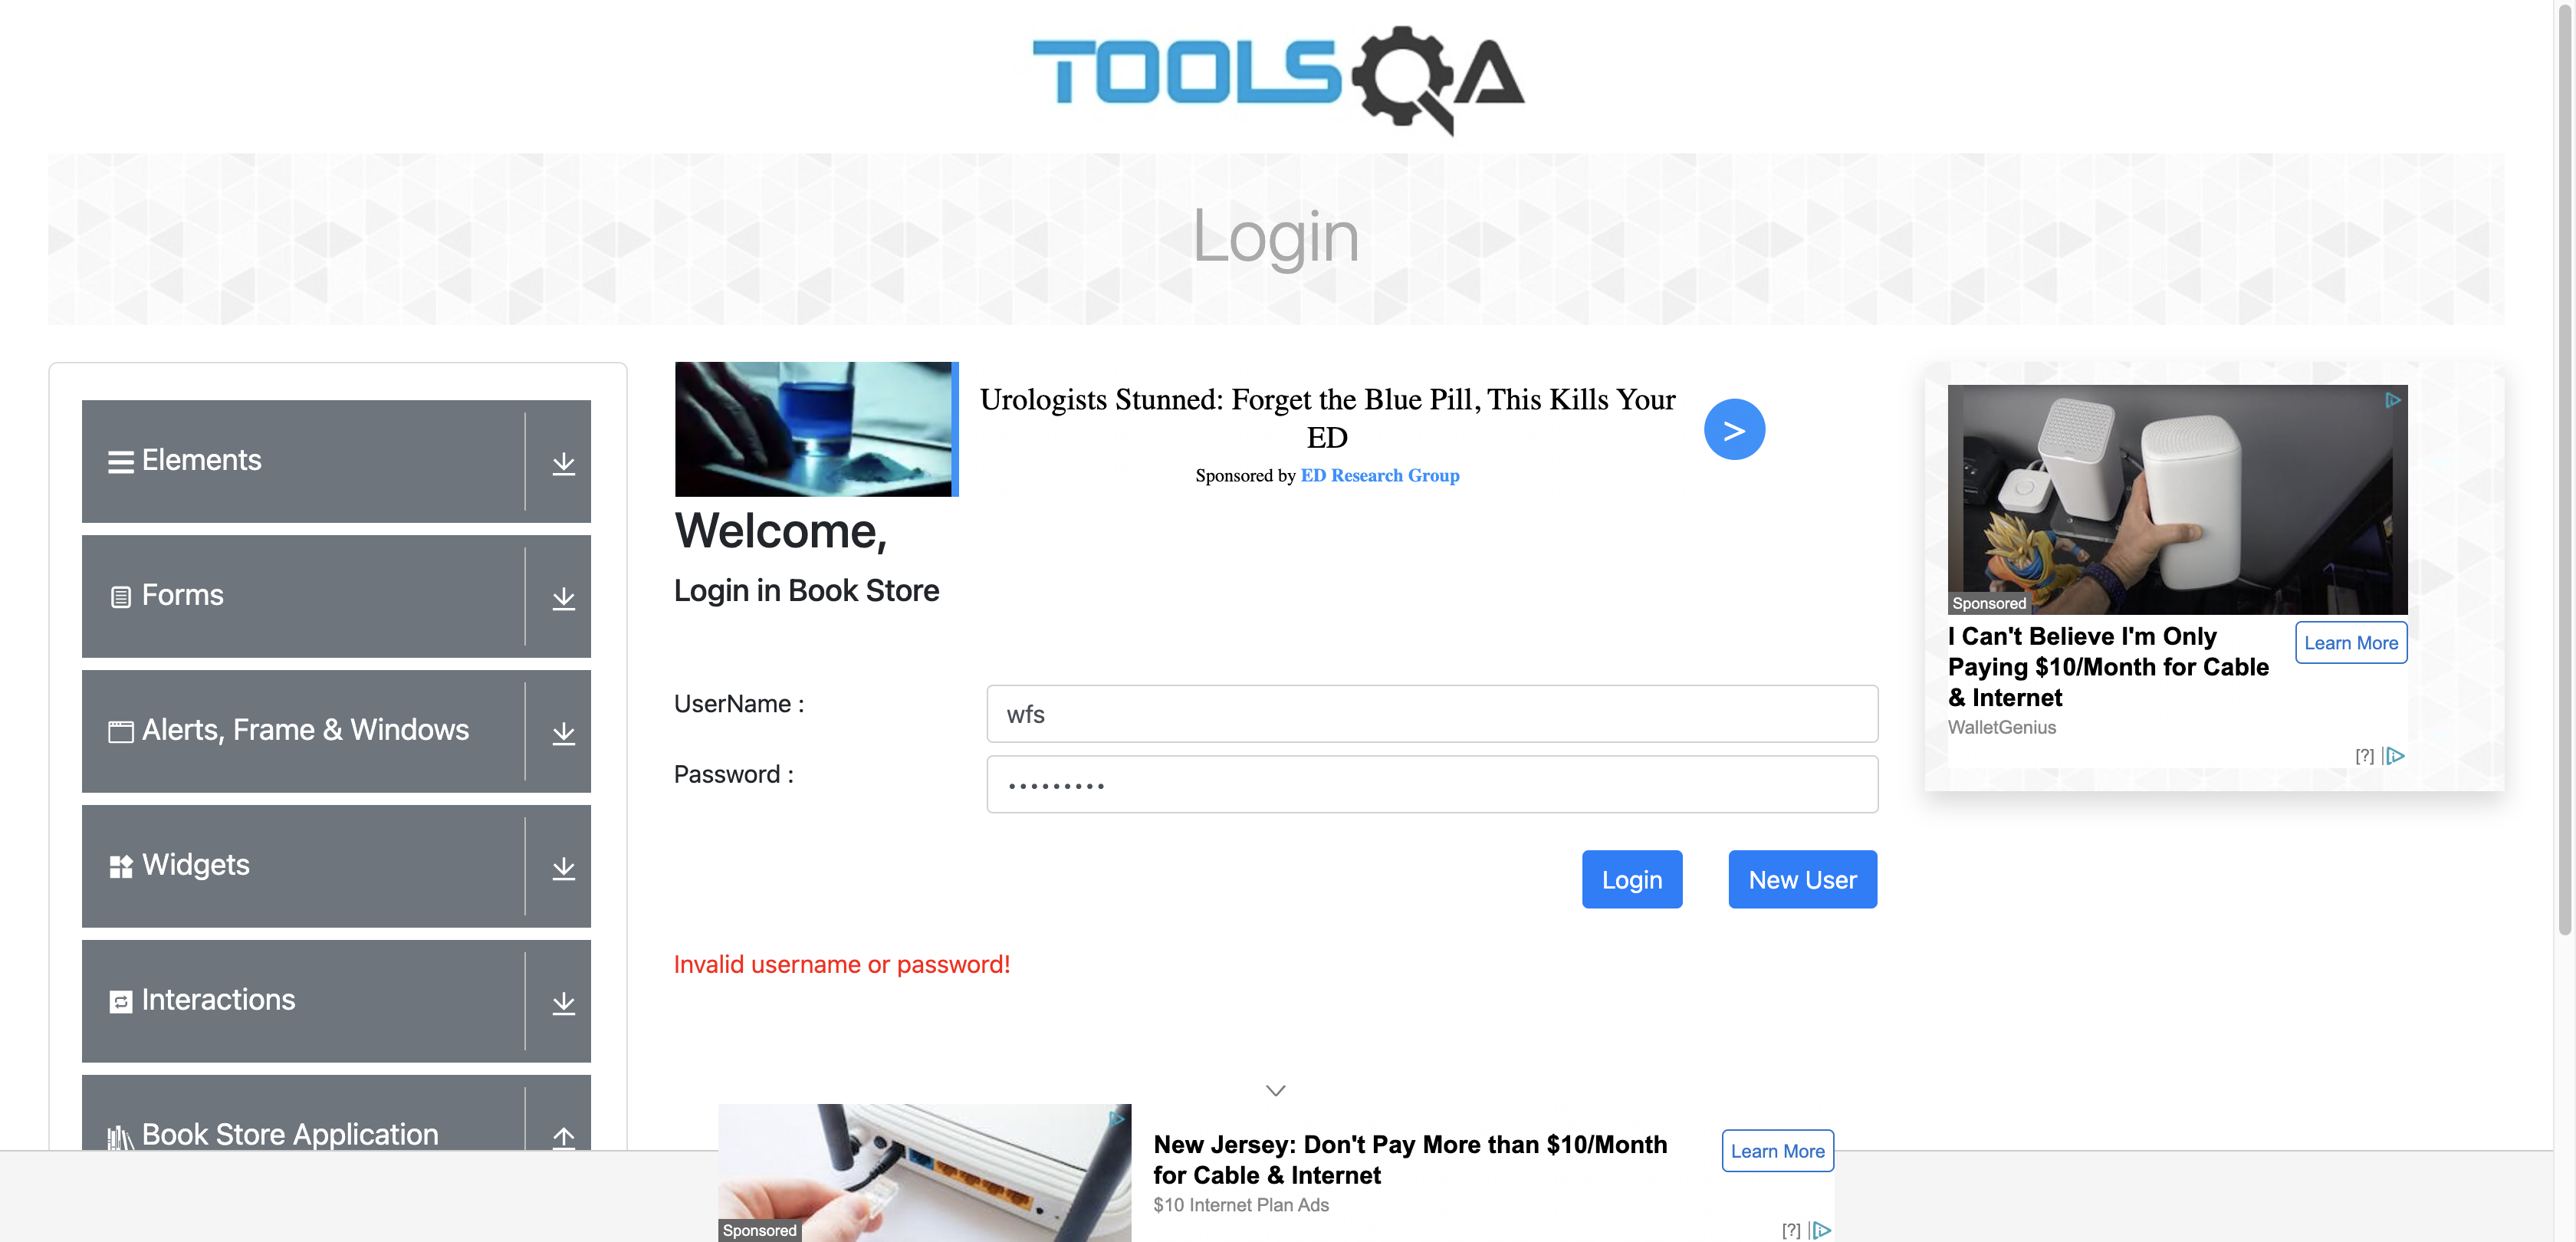 TOOLSQA
Login
Elements
Forms
Alerts, Frame & Windows
Widgets
Interactions
Book Store Application
Urologists Stunned: Forget the Blue Pill, This Kills Your
ED
Sponsored by ED Research Group
>
Welcome,
Login in Book Store
UserName :
wfs
Password :
•••••••••
Login
New User
Invalid username or password!
Sponsored
I Can't Believe I'm Only
Paying $10/Month for Cable
& Internet
Learn More
WalletGenius
[?]
New Jersey: Don't Pay More than $10/Month
for Cable & Internet
$10 Internet Plan Ads
Learn More
Sponsored
[?]